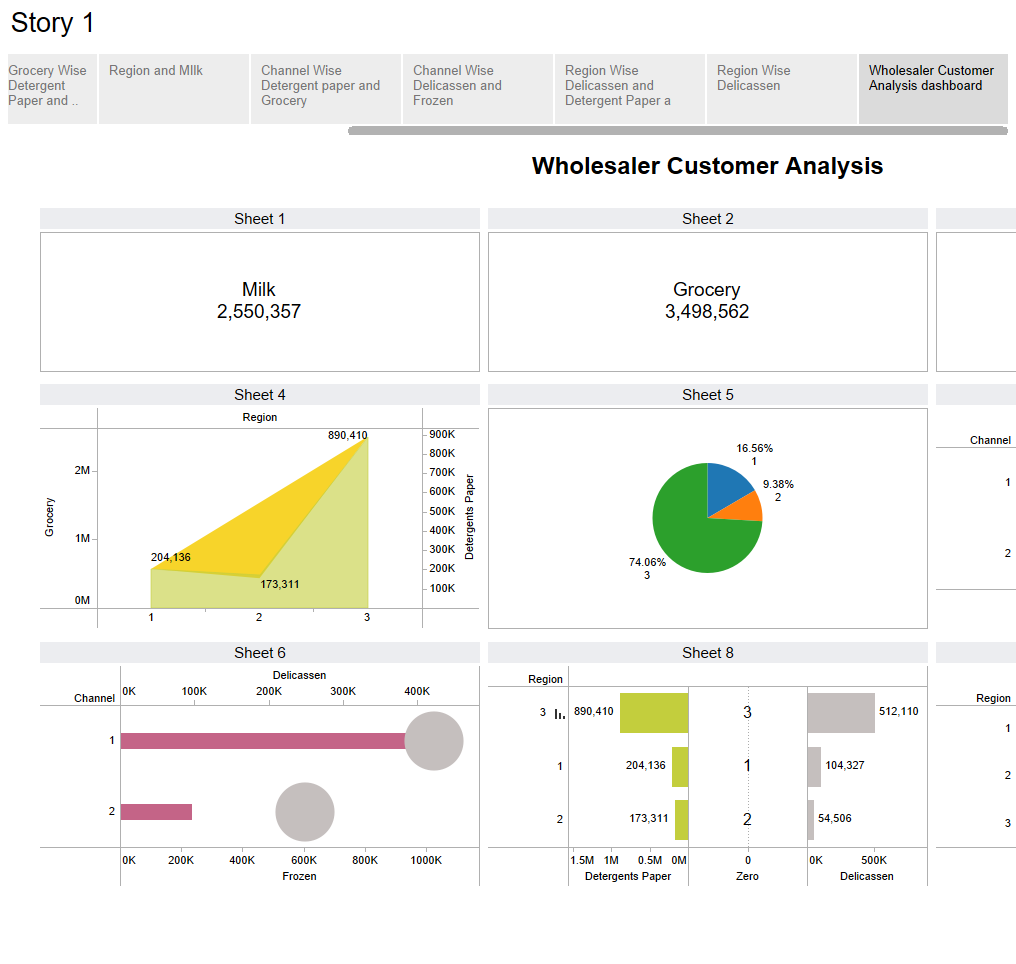 Story 1
Grocery Wise
Detergent
Paper and ..
Region and MIlk
Channel Wise
Detergent paper and
Grocery
Channel Wise
Delicassen and
Frozen
Region Wise
Delicassen and
Detergent Paper a
Region Wise
Delicassen
Wholesaler Customer
Analysis dashboard
Wholesaler Customer Analysis
Sheet 1
Milk
2,550,357
Sheet 2
Grocery
3,498,562
Sheet 4
Region
Grocery
2M
1M
0M
890,410
204,136
173,311
900K
800K
700K
600K
500K
400K
300K
200K
100K
Detergents Paper
1 2 3
Sheet 5
16.56%
1
9.38%
2
74.06%
3
Channel
1
2
Sheet 6
Delicassen
Channel
0K 100K 200K 300K 400K
1
2
0K 200K 400K 600K 800K 1000K
Frozen
Sheet 8
Region
3 890,410 3 512,110
1 204,136 1 104,327
2 173,311 2 54,506
1.5M 1M 0.5M 0M 0 0K 500K
Detergents Paper Zero Delicassen
Region
1
2
3